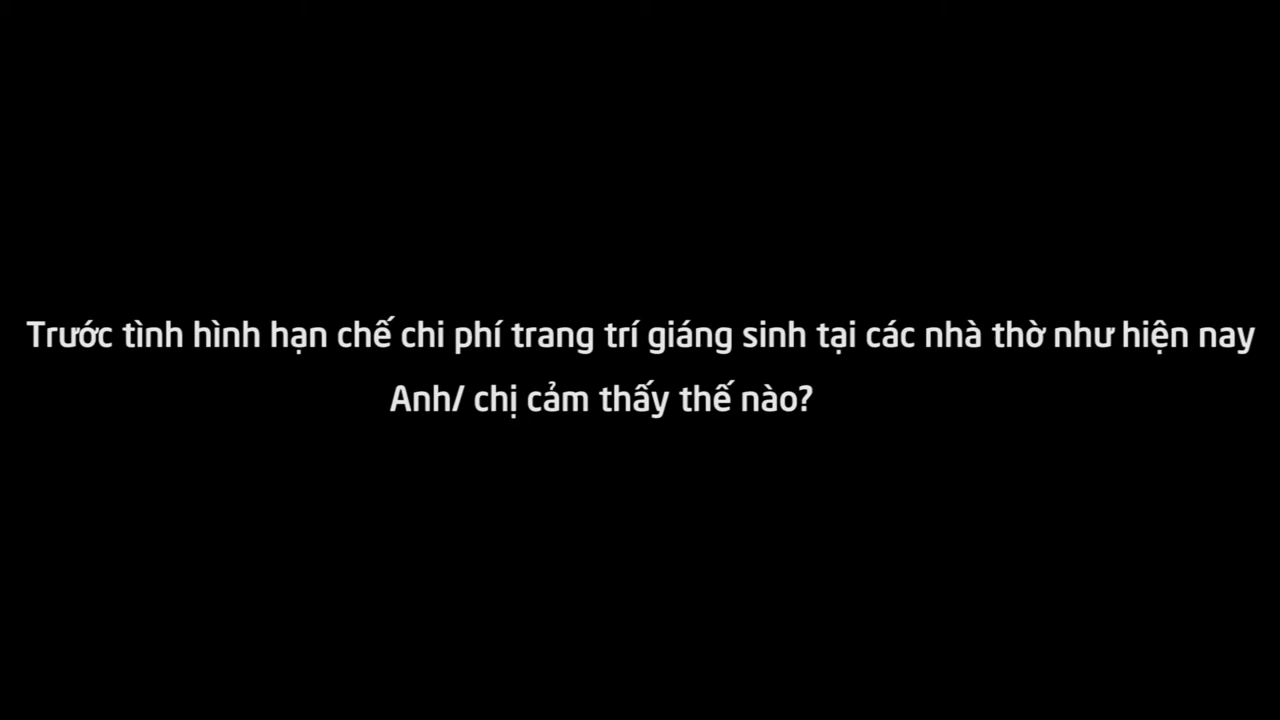 Trước tình hình hạn chế chi phí trang trí giáng sinh tại các nhà thờ như hiện nay
Anh/ chị cảm thấy thế nào?